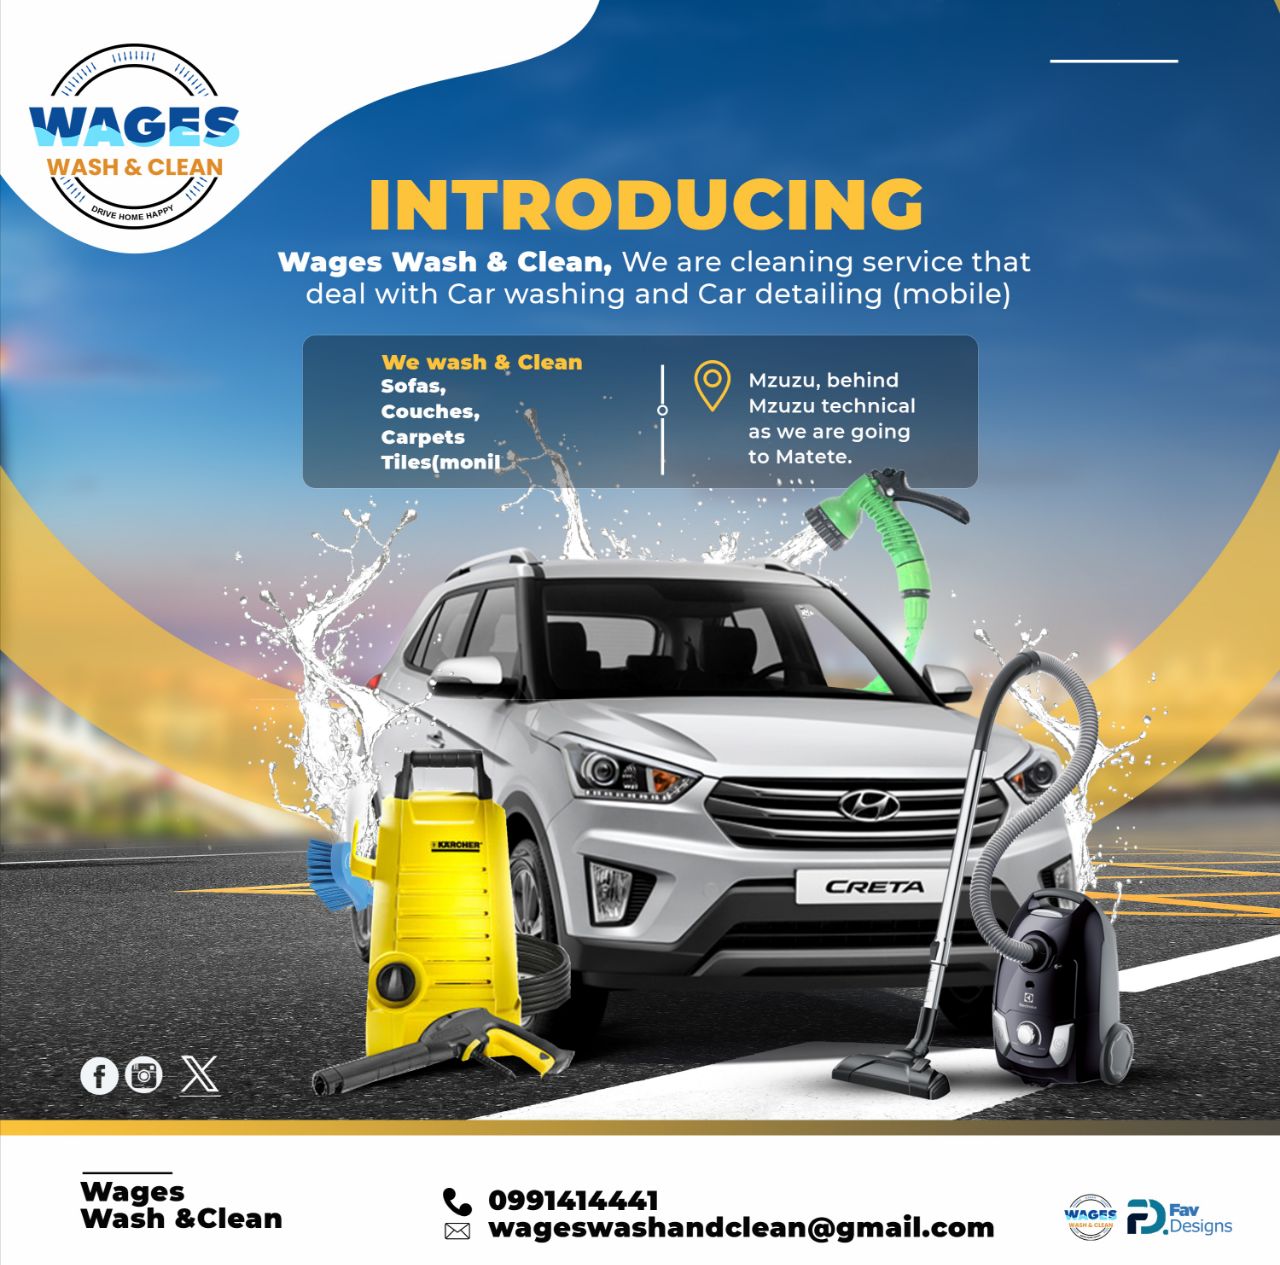 WAGES
WASH & CLEAN
DRIVE HOME HAPPY
INTRODUCING
Wages Wash & Clean, We are cleaning service that
deal with Car washing and Car detailing (mobile)
We wash & Clean
Sofas,
Couches,
Carpets
Tiles(monil
Mzuzu, behind
Mzuzu technical
as we are going
to Matete.
KÄRCHER
CRETA
Electrolux
Wages
Wash &Clean
0991414441
wageswashandclean@gmail.com
WAGES
WASH & CLEAN
Fav
Designs